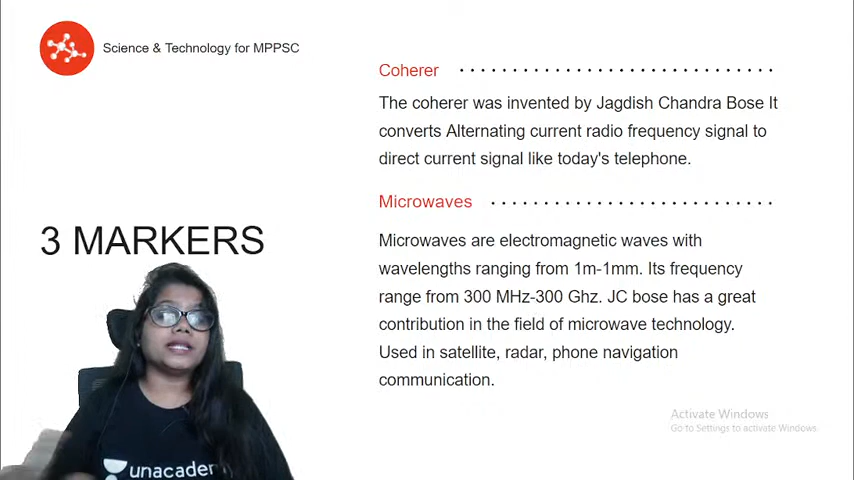 Science & Technology for MPPSC
Coherer
The coherer was invented by Jagdish Chandra Bose It
converts Alternating current radio frequency signal to
direct current signal like today's telephone.
Microwaves
3 MARKERS
Microwaves are electromagnetic waves with
wavelengths ranging from 1m-1mm. Its frequency
range from 300 MHz-300 Ghz. JC bose has a great
contribution in the field of microwave technology.
Used in satellite, radar, phone navigation
communication.
Activate Windows
Go to Settings to activate Windows.
unacadem